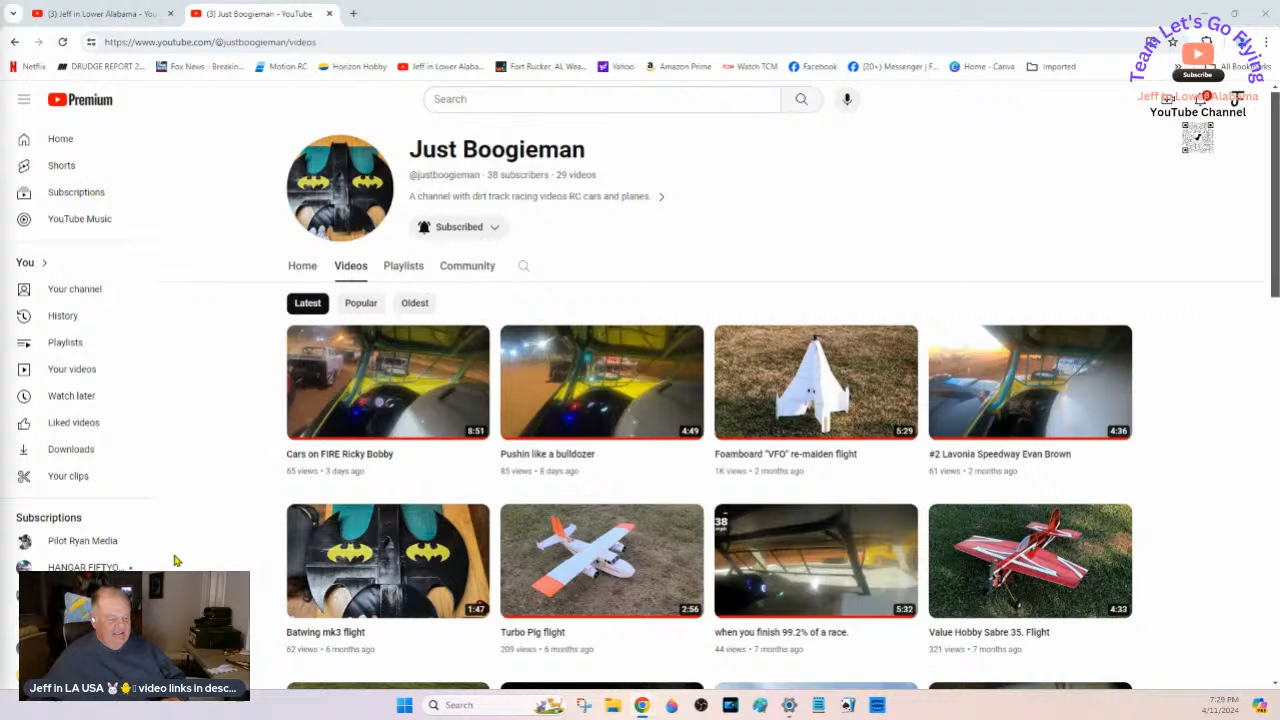 (3) Jeff in Lower Alabama - YouT
(3) Just Boogieman - YouTube
https://www.youtube.com/@justboogieman/videos
Netflix
DRUDGE REPORT 2...
Fox News - Breakin...
Motion RC
Horizon Hobby
Jeff in Lower Alaba...
Fort Rucker, AL Wea...
Yahoo
Amazon Prime
TCM Watch TCM
Facebook
(20+) Messenger | F...
Home - Canva
Imported
All Bookmarks
Team Let's Go Flying
Subscribe
Jeff in Lower Alabama
YouTube Channel
Premium
Search
Home
Shorts
Subscriptions
YouTube Music
You
Your channel
History
Playlists
Your videos
Watch later
Liked videos
Downloads
Your clips
Subscriptions
Pilot Ryan Media
HANGAR FIFTYO...
Just Boogieman
@justboogieman · 38 subscribers · 29 videos
A channel with dirt track racing videos RC cars and planes.
Subscribed
Home Videos Playlists Community
Latest Popular Oldest
8:51
4:49
5:29
4:36
Cars on FIRE Ricky Bobby
65 views · 3 days ago
Pushin like a bulldozer
85 views · 8 days ago
Foamboard "VFO" re-maiden flight
1K views · 2 months ago
#2 Lavonia Speedway Evan Brown
61 views · 2 months ago
1:47
2:56
38
mph
5:32
4:33
Batwing mk3 flight
62 views · 6 months ago
Turbo Pig flight
209 views · 6 months ago
when you finish 99.2% of a race.
44 views · 7 months ago
Value Hobby Sabre 35. Flight
321 views · 7 months ago
Jeff in LA USA video links in desc...
Search
7:29 PM
4/11/2024